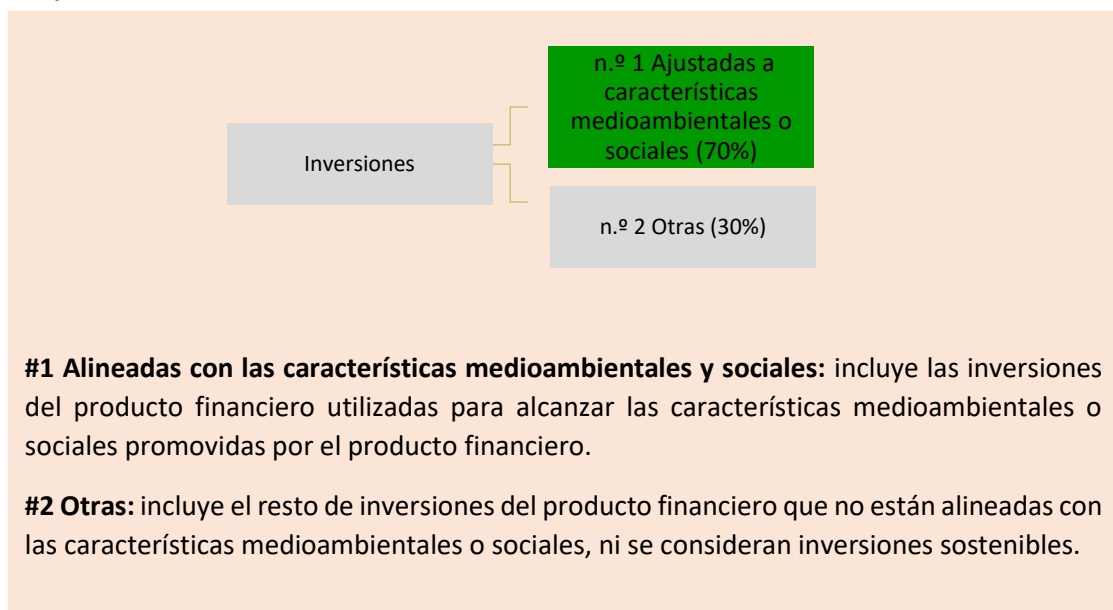 n.º 1 Ajustadas a
características
medioambientales o
sociales (70%)
Inversiones
n.º 2 Otras (30%)
#1 Alineadas con las características medioambientales y sociales: incluye las inversiones
del producto financiero utilizadas para alcanzar las características medioambientales o
sociales promovidas por el producto financiero.
#2 Otras: incluye el resto de inversiones del producto financiero que no están alineadas con
las características medioambientales o sociales, ni se consideran inversiones sostenibles.